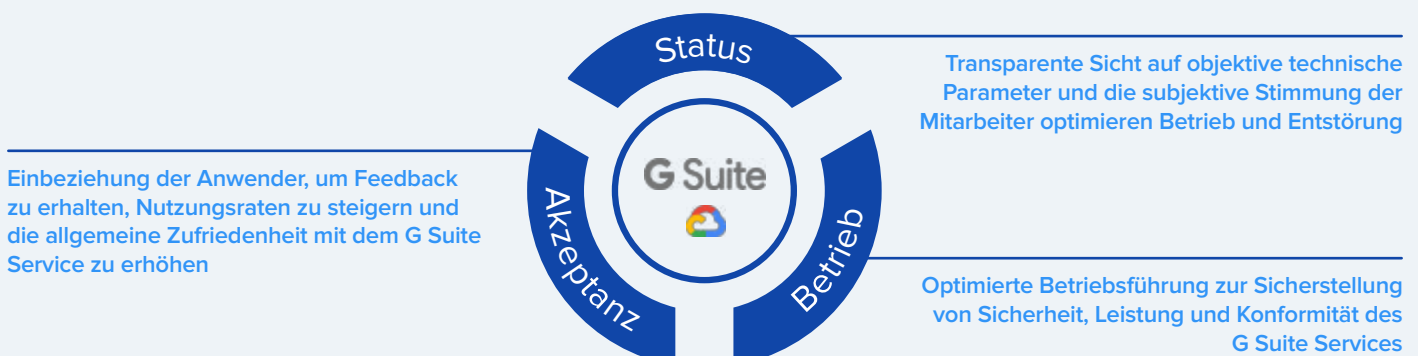 Status
Transparente Sicht auf objektive technische
Parameter und die subjektive Stimmung der
Mitarbeiter optimieren Betrieb und Entstörung
Einbeziehung der Anwender, um Feedback
zu erhalten, Nutzungsraten zu steigern und
die allgemeine Zufriedenheit mit dem G Suite
Service zu erhöhen
Akzeptanz
G Suite
Betrieb
Optimierte Betriebsführung zur Sicherstellung
von Sicherheit, Leistung und Konformität des
G Suite Services